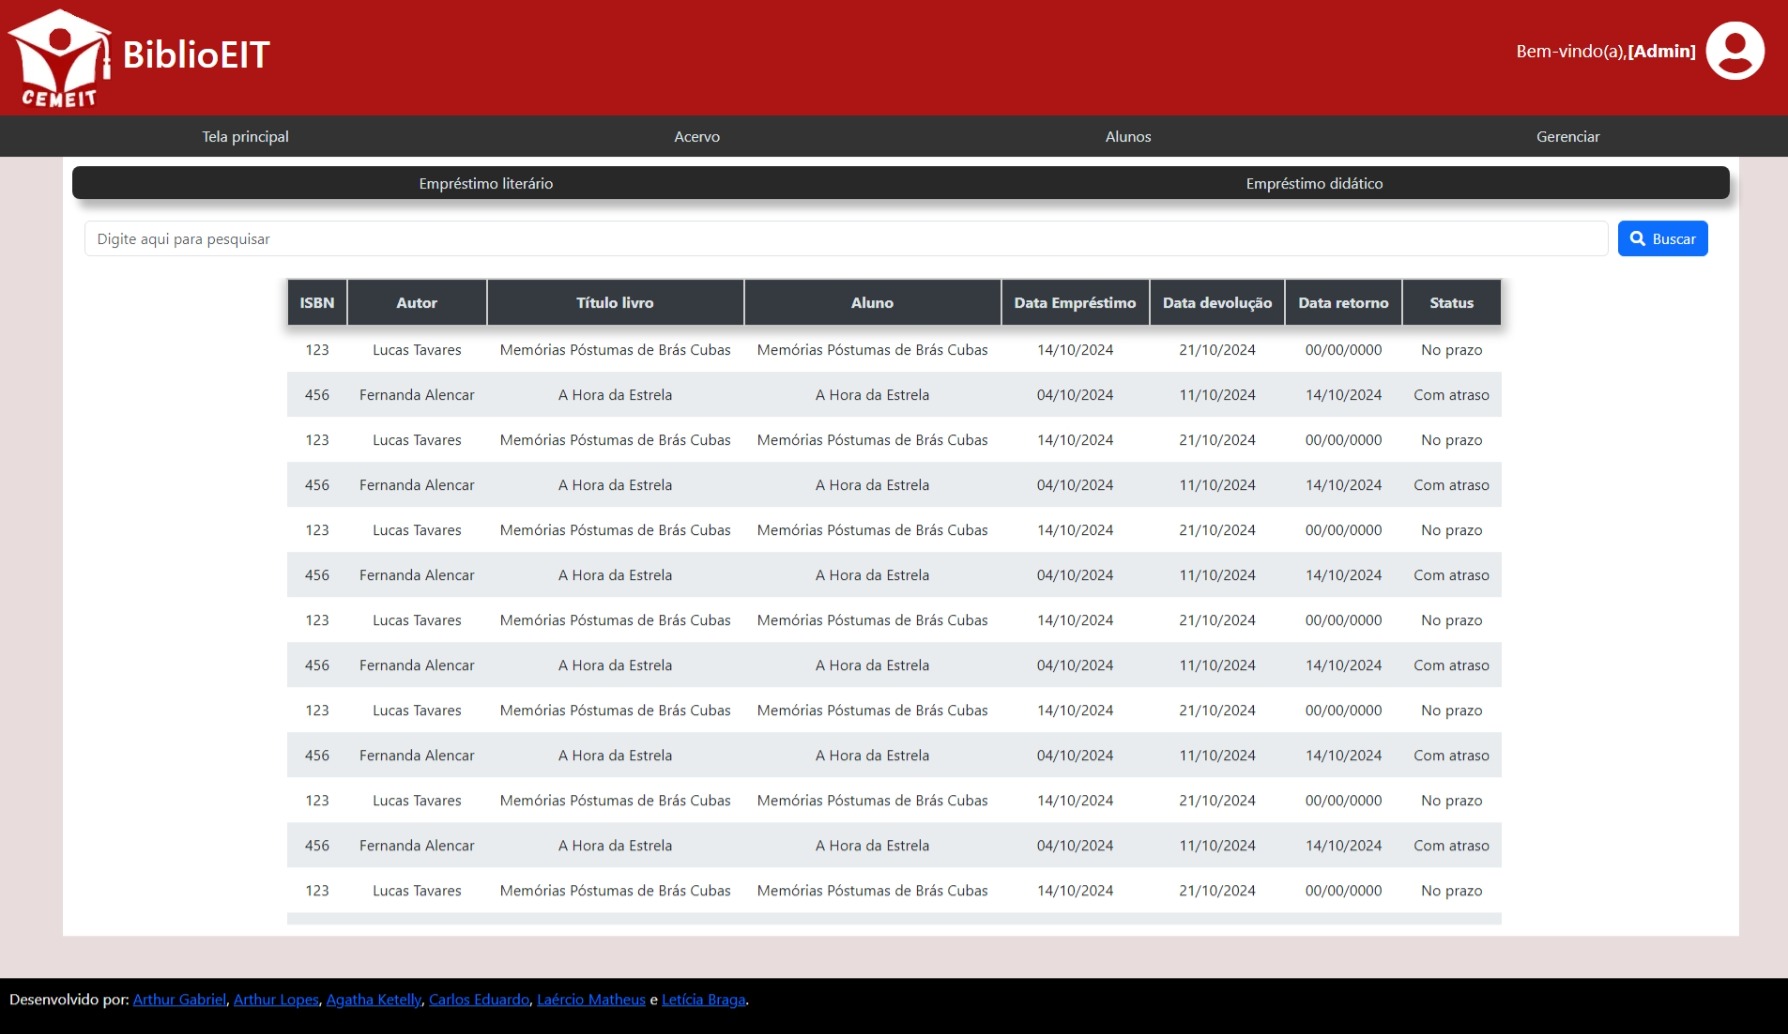 CEMEIT
BiblioEIT
Bem-vindo(a),[Admin]
Tela principal Acervo Alunos Gerenciar
Empréstimo literário Empréstimo didático
Digite aqui para pesquisar Buscar
ISBN Autor Título livro Aluno Data Empréstimo Data devolução Data retorno Status
123 Lucas Tavares Memórias Póstumas de Brás Cubas Memórias Póstumas de Brás Cubas 14/10/2024 21/10/2024 00/00/0000 No prazo
456 Fernanda Alencar A Hora da Estrela A Hora da Estrela 04/10/2024 11/10/2024 14/10/2024 Com atraso
123 Lucas Tavares Memórias Póstumas de Brás Cubas Memórias Póstumas de Brás Cubas 14/10/2024 21/10/2024 00/00/0000 No prazo
456 Fernanda Alencar A Hora da Estrela A Hora da Estrela 04/10/2024 11/10/2024 14/10/2024 Com atraso
123 Lucas Tavares Memórias Póstumas de Brás Cubas Memórias Póstumas de Brás Cubas 14/10/2024 21/10/2024 00/00/0000 No prazo
456 Fernanda Alencar A Hora da Estrela A Hora da Estrela 04/10/2024 11/10/2024 14/10/2024 Com atraso
123 Lucas Tavares Memórias Póstumas de Brás Cubas Memórias Póstumas de Brás Cubas 14/10/2024 21/10/2024 00/00/0000 No prazo
456 Fernanda Alencar A Hora da Estrela A Hora da Estrela 04/10/2024 11/10/2024 14/10/2024 Com atraso
123 Lucas Tavares Memórias Póstumas de Brás Cubas Memórias Póstumas de Brás Cubas 14/10/2024 21/10/2024 00/00/0000 No prazo
456 Fernanda Alencar A Hora da Estrela A Hora da Estrela 04/10/2024 11/10/2024 14/10/2024 Com atraso
123 Lucas Tavares Memórias Póstumas de Brás Cubas Memórias Póstumas de Brás Cubas 14/10/2024 21/10/2024 00/00/0000 No prazo
456 Fernanda Alencar A Hora da Estrela A Hora da Estrela 04/10/2024 11/10/2024 14/10/2024 Com atraso
123 Lucas Tavares Memórias Póstumas de Brás Cubas Memórias Póstumas de Brás Cubas 14/10/2024 21/10/2024 00/00/0000 No prazo
Desenvolvido por: Arthur Gabriel, Arthur Lopes, Agatha Ketelly, Carlos Eduardo, Laércio Matheus e Letícia Braga.